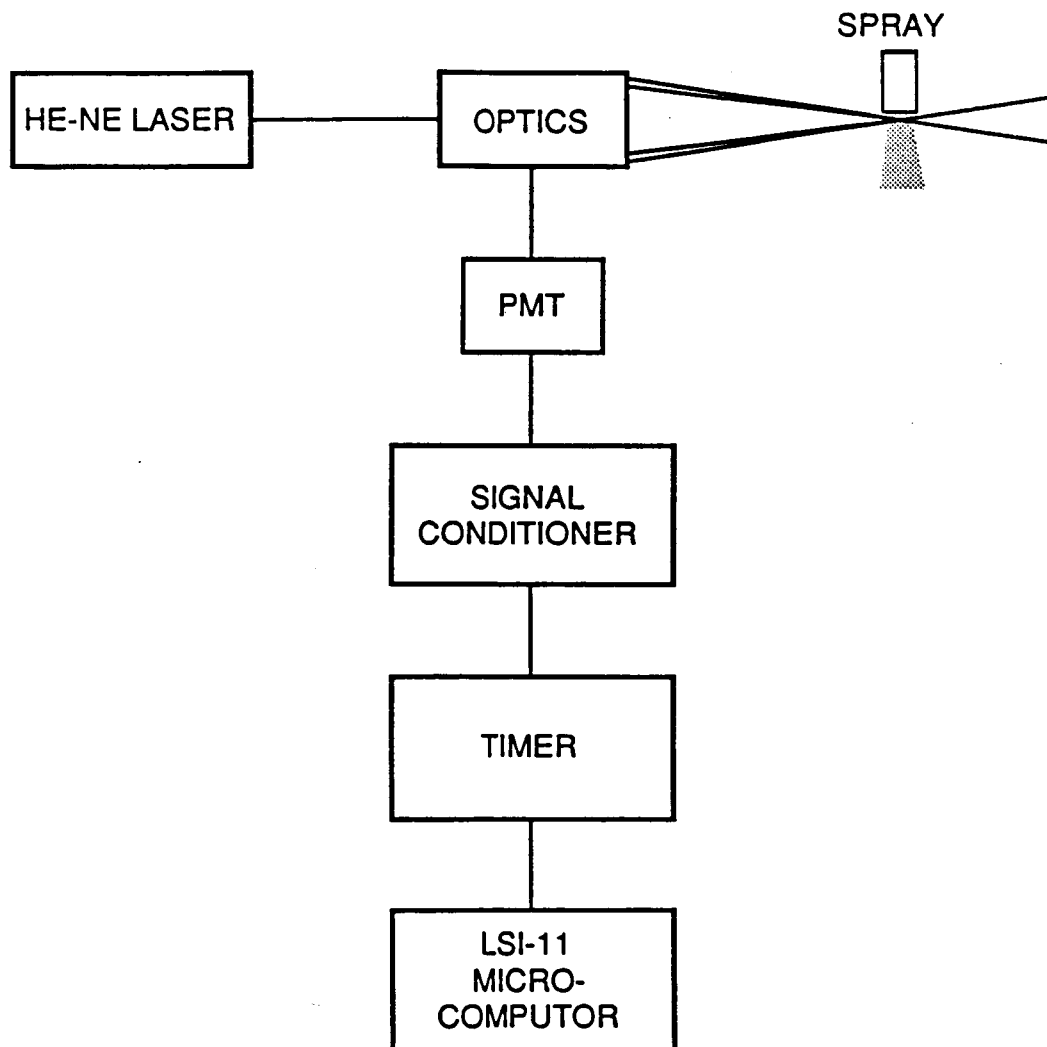 SPRAY
HE-NE LASER
OPTICS
PMT
SIGNAL
CONDITIONER
TIMER
LSI-11
MICRO-
COMPUTOR